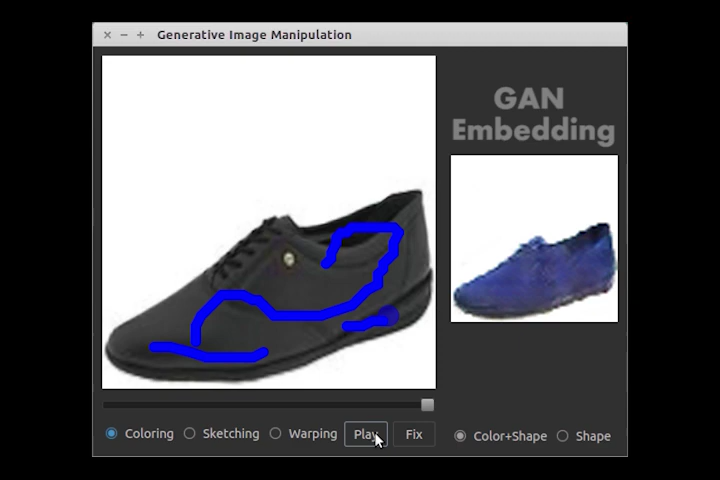 Generative Image Manipulation
GAN
Embedding
Coloring Sketching Warping Play Fix
Color+Shape Shape